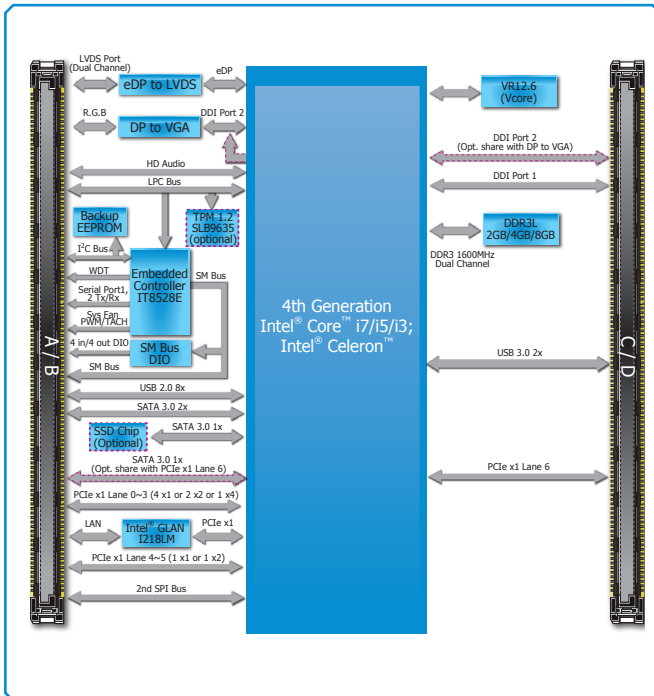 LVDS Port
(Dual Channel)
eDP to LVDS
eDP
R.G.B
DP to VGA
DDI Port 2
HD Audio
LPC Bus
TPM 1.2
SLB9635
(optional)
Backup
EEPROM
I²C Bus
WDT
Serial Port1,
2 Tx/Rx
Sys Fan
PWM/TACH
4 in/4 out DIO
SM Bus
Embedded
Controller
IT8528E
SM Bus
SM Bus
DIO
USB 2.0 8x
SATA 3.0 2x
SSD Chip
(Optional)
SATA 3.0 1x
SATA 3.0 1x
(Opt. share with PCIe x1 Lane 6)
PCIe x1 Lane 0~3 (4 x1 or 2 x2 or 1 x4)
LAN
Intel® GLAN
I218LM
PCIe x1
PCIe x1 Lane 4~5 (1 x1 or 1 x2)
2nd SPI Bus
A / B
4th Generation
Intel® Core™ i7/i5/i3;
Intel® Celeron™
VR12.6
(Vcore)
DDI Port 2
(Opt. share with DP to VGA)
DDI Port 1
DDR3L
2GB/4GB/8GB
DDR3 1600MHz
Dual Channel
USB 3.0 2x
PCIe x1 Lane 6
C / D